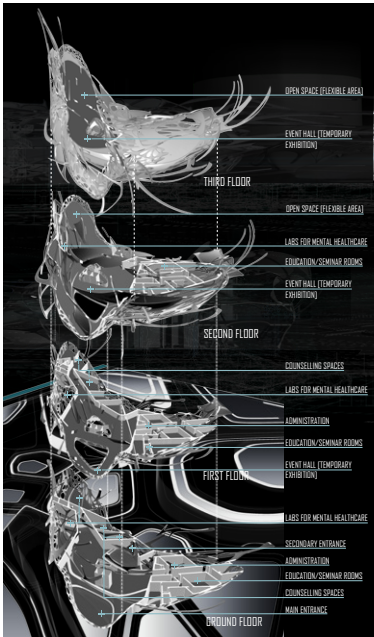 OPEN SPACE (FLEXIBLE AREA)
EVENT HALL (TEMPORARY
EXHIBITION)
THIRD FLOOR
OPEN SPACE (FLEXIBLE AREA)
LABS FOR MENTAL HEALTHCARE
EDUCATION/SEMINAR ROOMS
EVENT HALL (TEMPORARY
EXHIBITION)
SECOND FLOOR
COUNSELLING SPACES
LABS FOR MENTAL HEALTHCARE
ADMINISTRATION
EDUCATION/SEMINAR ROOMS
EVENT HALL (TEMPORARY
EXHIBITION)
FIRST FLOOR
LABS FOR MENTAL HEALTHCARE
SECONDARY ENTRANCE
ADMINISTRATION
EDUCATION/SEMINAR ROOMS
COUNSELLING SPACES
MAIN ENTRANCE
GROUND FLOOR